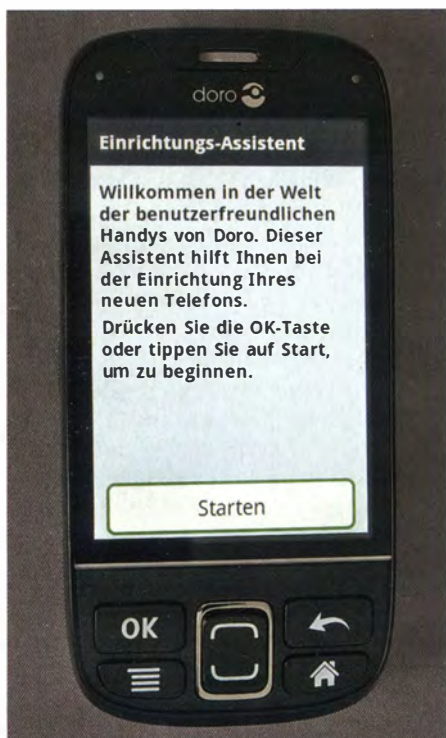 doro
Einrichtungs-Assistent
Willkommen in der Welt
der benutzerfreundlichen
Handys von Doro. Dieser
Assistent hilft Ihnen bei
der Einrichtung Ihres
neuen Telefons.
Drücken Sie die OK-Taste
oder tippen Sie auf Start,
um zu beginnen.
Starten
OK